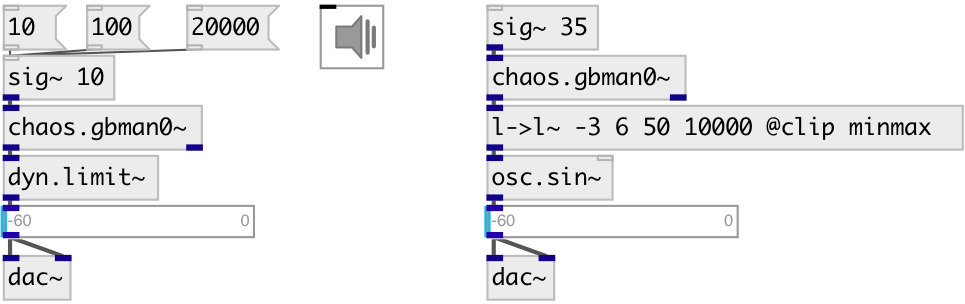 10 100 20000
sig~ 10
chaos.gbman0~
dyn.limit~
-60 0
dac~
sig~ 35
chaos.gbman0~
l->l~ -3 6 50 10000 @clip minmax
osc.sin~
-60 0
dac~